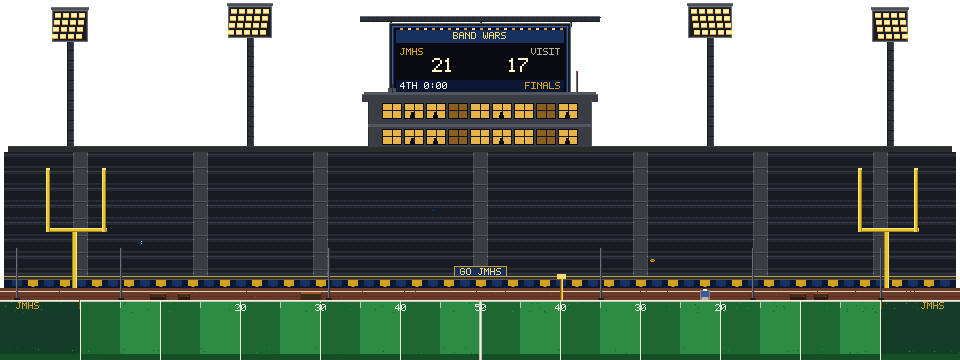 BAND WARS
JMHS VISIT
21 17
4TH 0:00 FINALS
GO JMHS
JMHS 20 30 40 50 40 30 20 JMHS